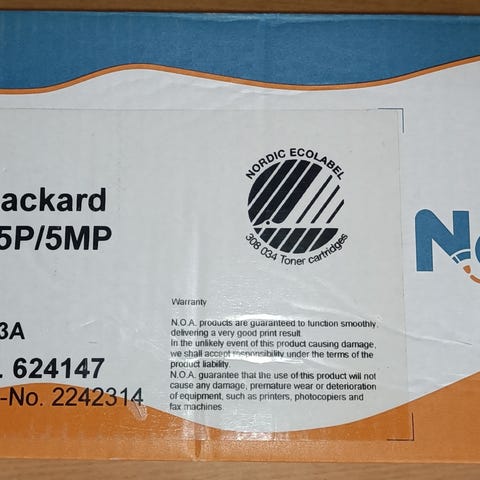 NORDIC ECOLABEL
308 034 Toner cartridges
ackard
5P/5MP
3A
. 624147
-No. 2242314
Warranty
N.O.A. products are guaranteed to function smoothly,
delivering a very good print result.
In the unlikely event of this product causing damage,
we shall accept responsibility under the terms of the
product liability.
N.O.A. guarantee that the use of this product will not
cause any damage, premature wear or deterioration
of equipment, such as printers, photocopiers and
fax machines.